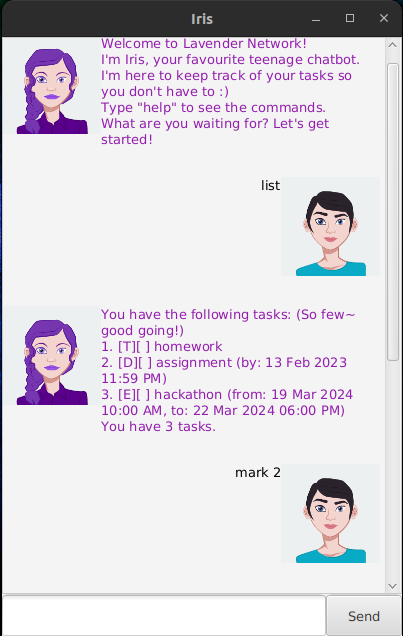 Iris
Welcome to Lavender Network!
I'm Iris, your favourite teenage chatbot.
I'm here to keep track of your tasks so
you don't have to :)
Type "help" to see the commands.
What are you waiting for? Let's get
started!
list
You have the following tasks: (So few~
good going!)
1. [T][ ] homework
2. [D][ ] assignment (by: 13 Feb 2023
11:59 PM)
3. [E][ ] hackathon (from: 19 Mar 2024
10:00 AM, to: 22 Mar 2024 06:00 PM)
You have 3 tasks.
mark 2
Send